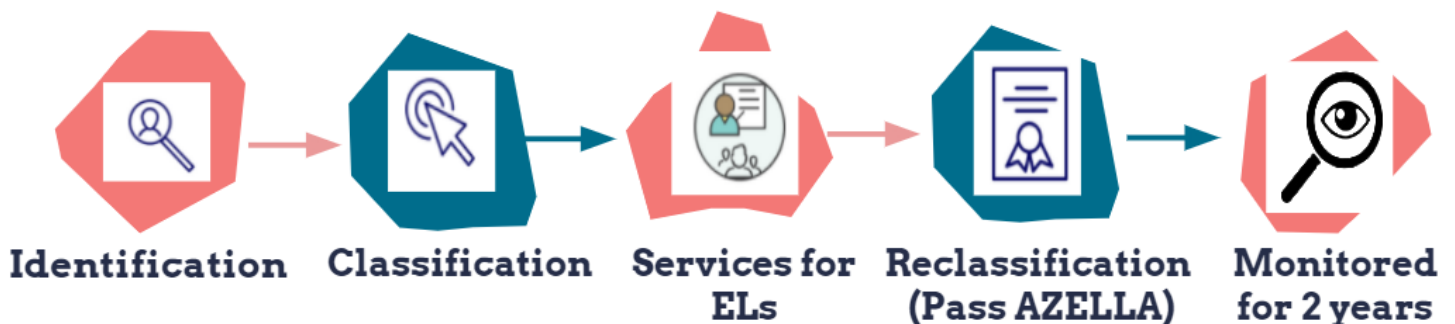 Identification
Classification
Services for
ELs
Reclassification
(Pass AZELLA)
Monitored
for 2 years